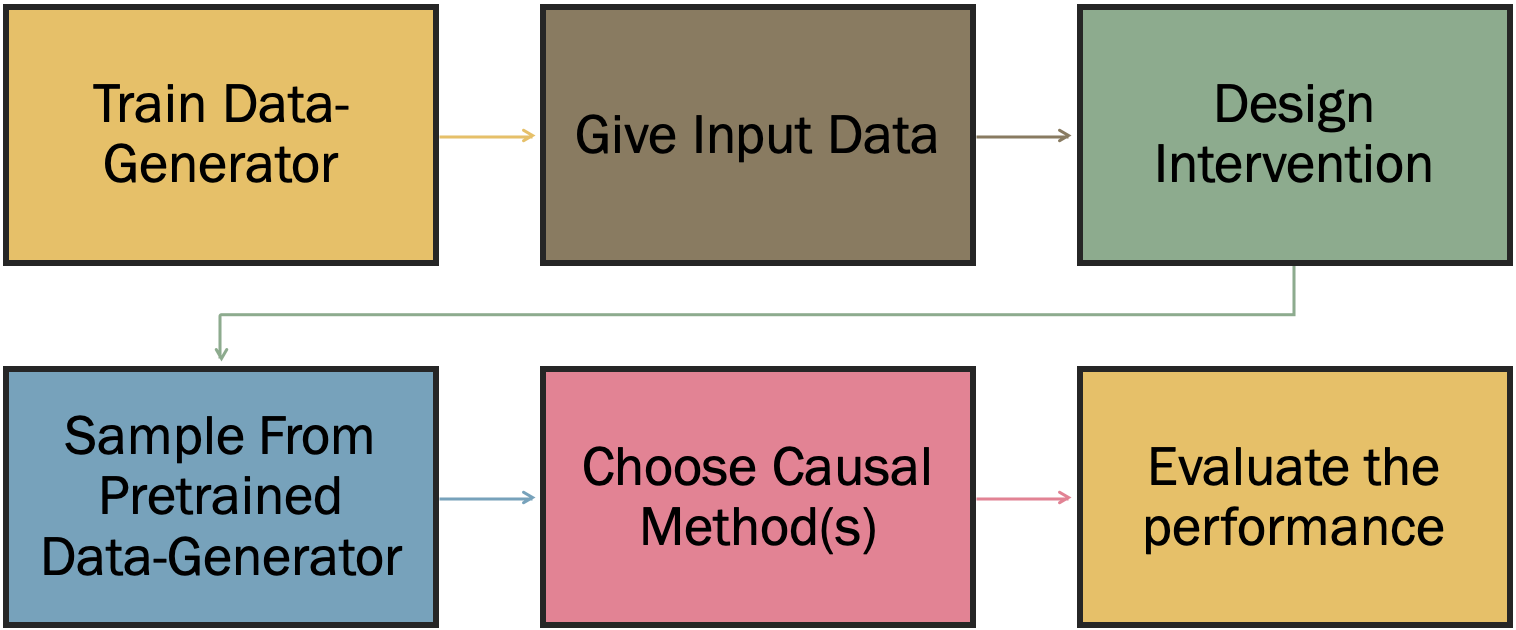 Train Data-
Generator
Give Input Data
Design
Intervention
Sample From
Pretrained
Data-Generator
Choose Causal
Method(s)
Evaluate the
performance